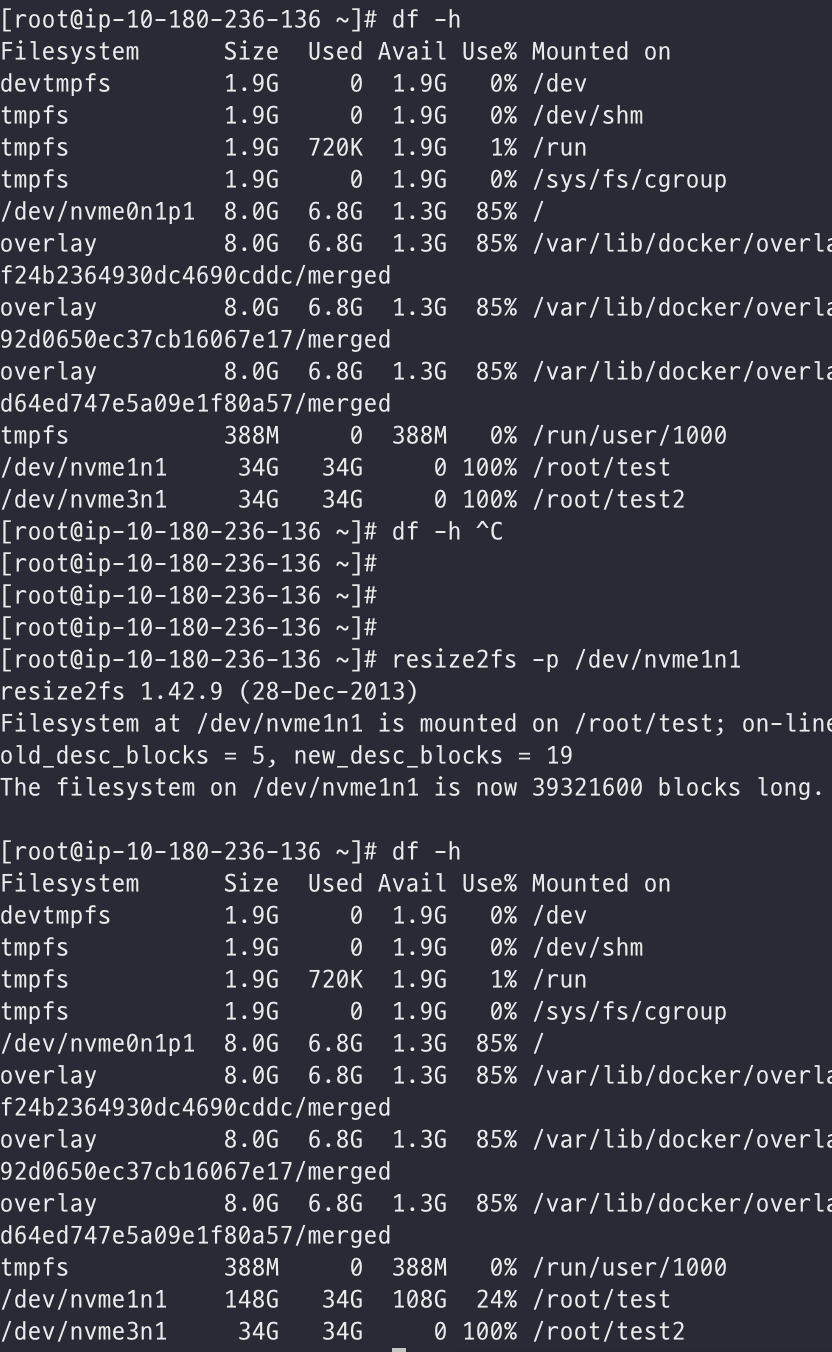 [root@ip-10-180-236-136 ~]# df -h
Filesystem      Size  Used Avail Use% Mounted on
devtmpfs        1.9G     0  1.9G   0% /dev
tmpfs           1.9G     0  1.9G   0% /dev/shm
tmpfs           1.9G  720K  1.9G   1% /run
tmpfs           1.9G     0  1.9G   0% /sys/fs/cgroup
/dev/nvme0n1p1  8.0G  6.8G  1.3G  85% /
overlay         8.0G  6.8G  1.3G  85% /var/lib/docker/overla
f24b2364930dc4690cddc/merged
overlay         8.0G  6.8G  1.3G  85% /var/lib/docker/overla
92d0650ec37cb16067e17/merged
overlay         8.0G  6.8G  1.3G  85% /var/lib/docker/overla
d64ed747e5a09e1f80a57/merged
tmpfs           388M     0  388M   0% /run/user/1000
/dev/nvme1n1     34G   34G     0 100% /root/test
/dev/nvme3n1     34G   34G     0 100% /root/test2
[root@ip-10-180-236-136 ~]# df -h ^C
[root@ip-10-180-236-136 ~]#
[root@ip-10-180-236-136 ~]#
[root@ip-10-180-236-136 ~]#
[root@ip-10-180-236-136 ~]# resize2fs -p /dev/nvme1n1
resize2fs 1.42.9 (28-Dec-2013)
Filesystem at /dev/nvme1n1 is mounted on /root/test; on-line
old_desc_blocks = 5, new_desc_blocks = 19
The filesystem on /dev/nvme1n1 is now 39321600 blocks long.

[root@ip-10-180-236-136 ~]# df -h
Filesystem      Size  Used Avail Use% Mounted on
devtmpfs        1.9G     0  1.9G   0% /dev
tmpfs           1.9G     0  1.9G   0% /dev/shm
tmpfs           1.9G  720K  1.9G   1% /run
tmpfs           1.9G     0  1.9G   0% /sys/fs/cgroup
/dev/nvme0n1p1  8.0G  6.8G  1.3G  85% /
overlay         8.0G  6.8G  1.3G  85% /var/lib/docker/overla
f24b2364930dc4690cddc/merged
overlay         8.0G  6.8G  1.3G  85% /var/lib/docker/overla
92d0650ec37cb16067e17/merged
overlay         8.0G  6.8G  1.3G  85% /var/lib/docker/overla
d64ed747e5a09e1f80a57/merged
tmpfs           388M     0  388M   0% /run/user/1000
/dev/nvme1n1    148G   34G  108G  24% /root/test
/dev/nvme3n1     34G   34G     0 100% /root/test2